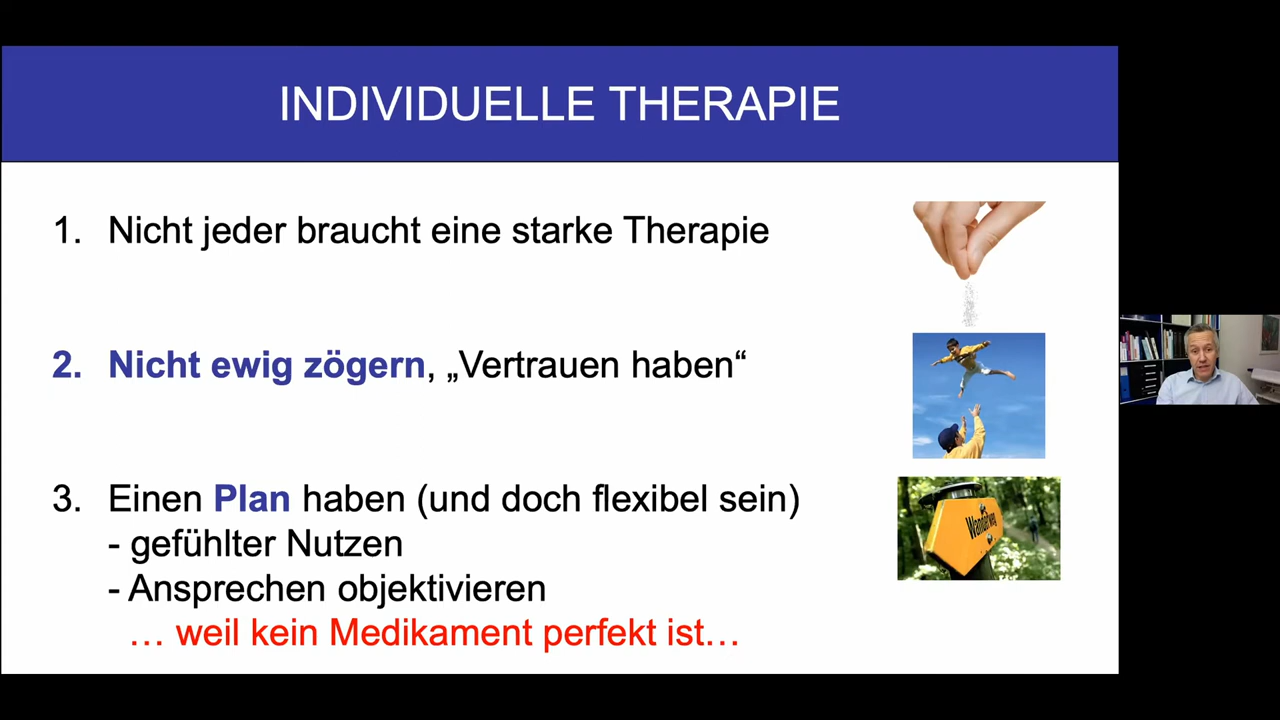 INDIVIDUELLE THERAPIE
1. Nicht jeder braucht eine starke Therapie
2. Nicht ewig zögern, „Vertrauen haben“
3. Einen Plan haben (und doch flexibel sein)
- gefühlter Nutzen
- Ansprechen objektivieren
… weil kein Medikament perfekt ist…
Wanderweg